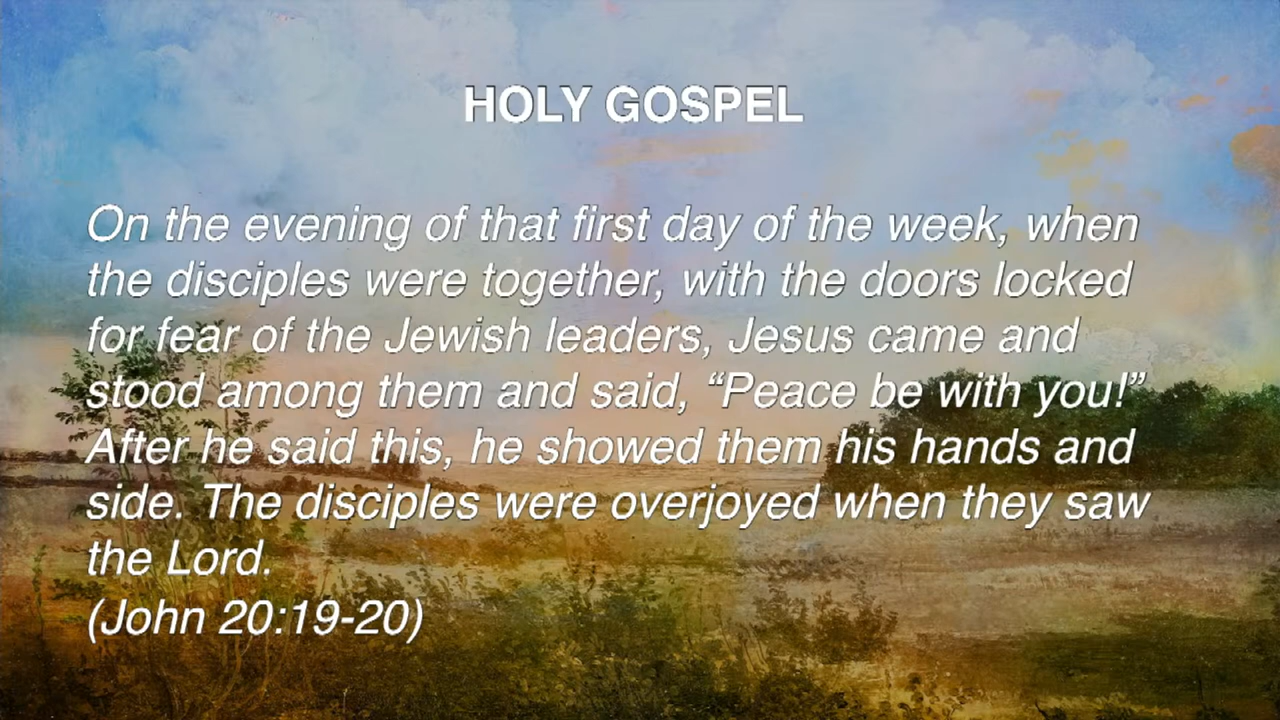 HOLY GOSPEL
On the evening of that first day of the week, when
the disciples were together, with the doors locked
for fear of the Jewish leaders, Jesus came and
stood among them and said, “Peace be with you!”
After he said this, he showed them his hands and
side. The disciples were overjoyed when they saw
the Lord.
(John 20:19-20)